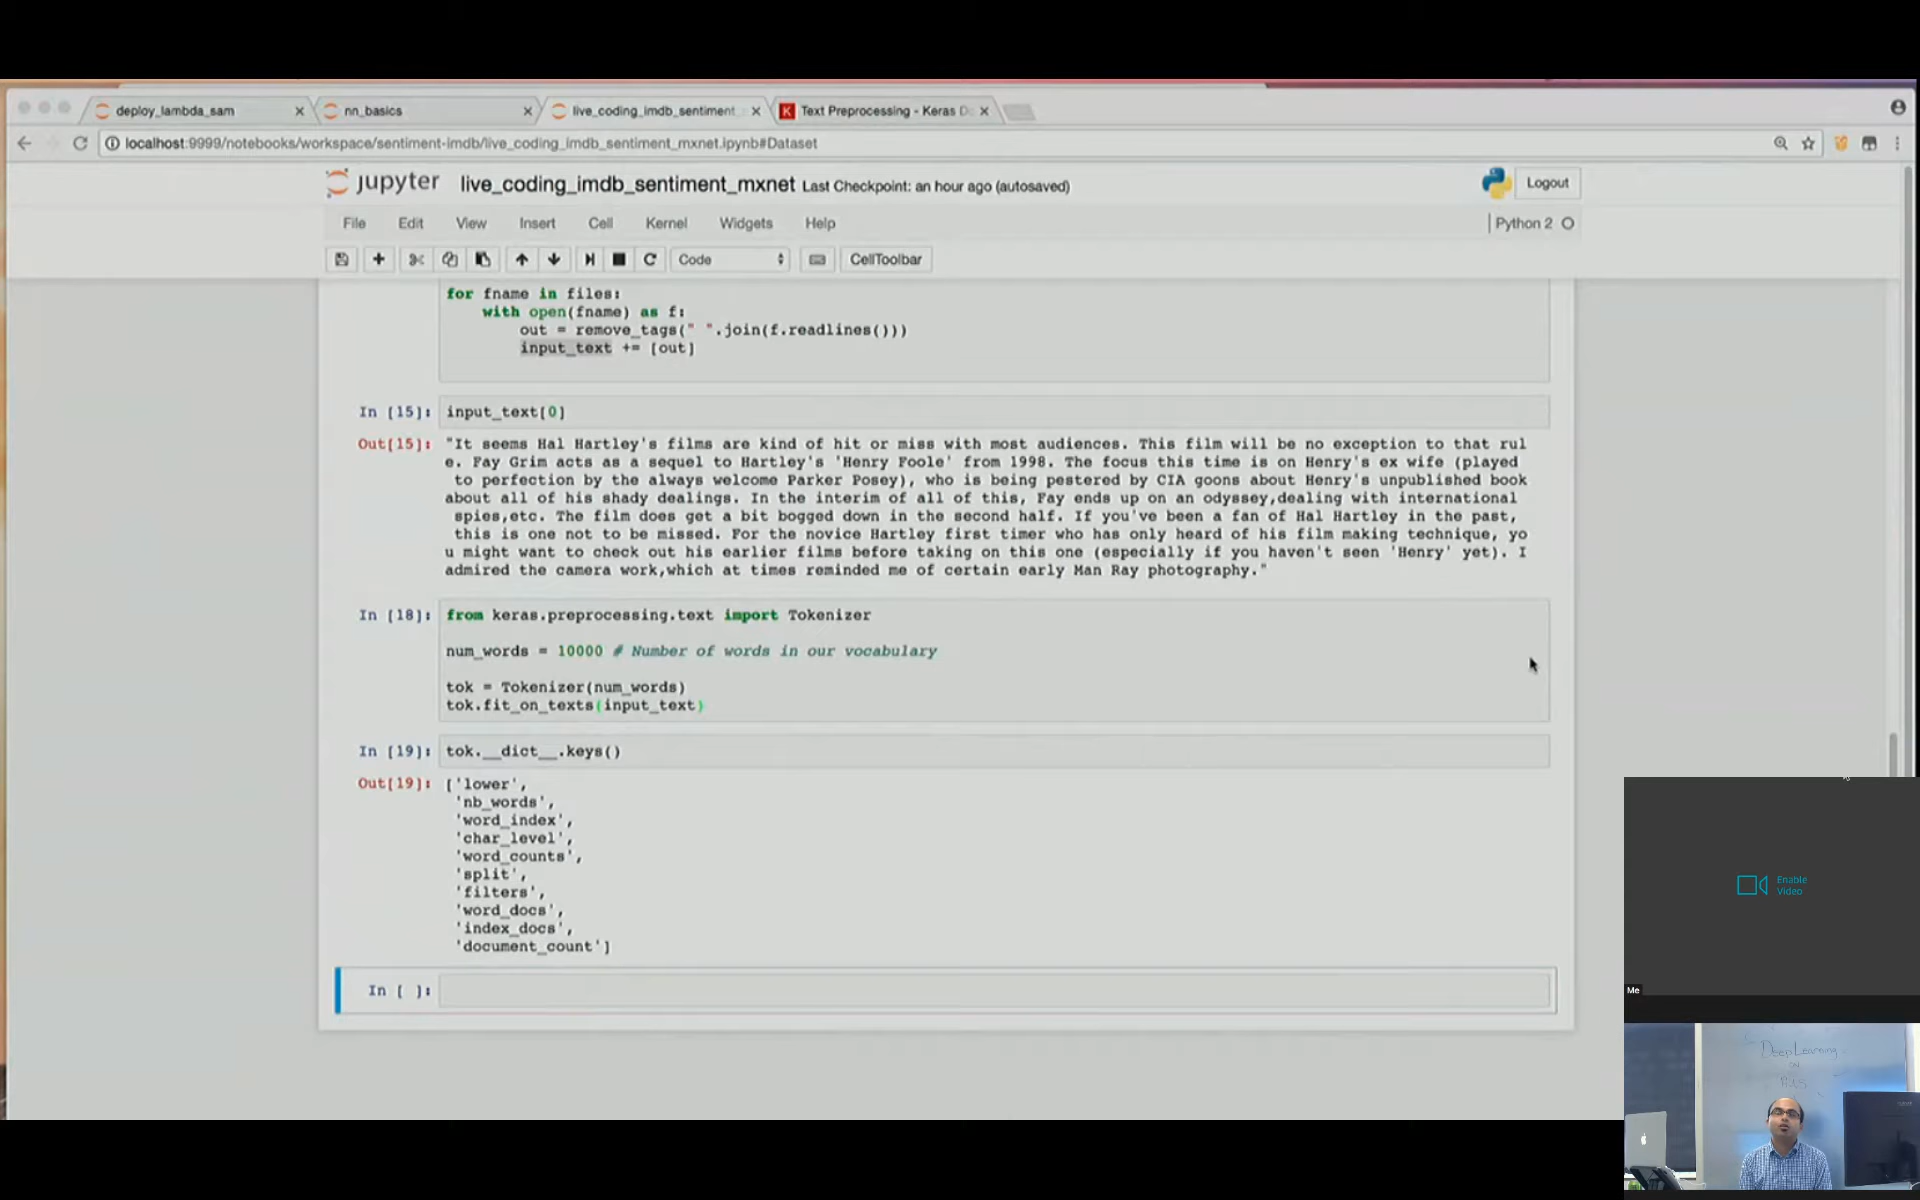 deploy_lambda_sam
nn_basics
live_coding_imdb_sentiment
Text Preprocessing - Keras Do
localhost:9999/notebooks/workspace/sentiment-imdb/live_coding_imdb_sentiment_mxnet.ipynb#Dataset
jupyter live_coding_imdb_sentiment_mxnet Last Checkpoint: an hour ago (autosaved)
Logout
File Edit View Insert Cell Kernel Widgets Help
Python 2
Code
CellToolbar
for fname in files:
with open(fname) as f:
out = remove_tags(" ".join(f.readlines()))
input_text += [out]
In [15]: input_text[0]
Out[15]: "It seems Hal Hartley's films are kind of hit or miss with most audiences. This film will be no exception to that rul
e. Fay Grim acts as a sequel to Hartley's 'Henry Foole' from 1998. The focus this time is on Henry's ex wife (played
to perfection by the always welcome Parker Posey), who is being pestered by CIA goons about Henry's unpublished book
about all of his shady dealings. In the interim of all of this, Fay ends up on an odyssey,dealing with international
spies,etc. The film does get a bit bogged down in the second half. If you've been a fan of Hal Hartley in the past,
this is one not to be missed. For the novice Hartley first timer who has only heard of his film making technique, yo
u might want to check out his earlier films before taking on this one (especially if you haven't seen 'Henry' yet). I
admired the camera work,which at times reminded me of certain early Man Ray photography."
In [18]: from keras.preprocessing.text import Tokenizer
num_words = 10000 # Number of words in our vocabulary
tok = Tokenizer(num_words)
tok.fit_on_texts(input_text)
In [19]: tok.__dict__.keys()
Out[19]: ['lower',
'nb_words',
'word_index',
'char_level',
'word_counts',
'split',
'filters',
'word_docs',
'index_docs',
'document_count']
In [ ]:
Enable
Video
Me
Deep Learning
on
AWS